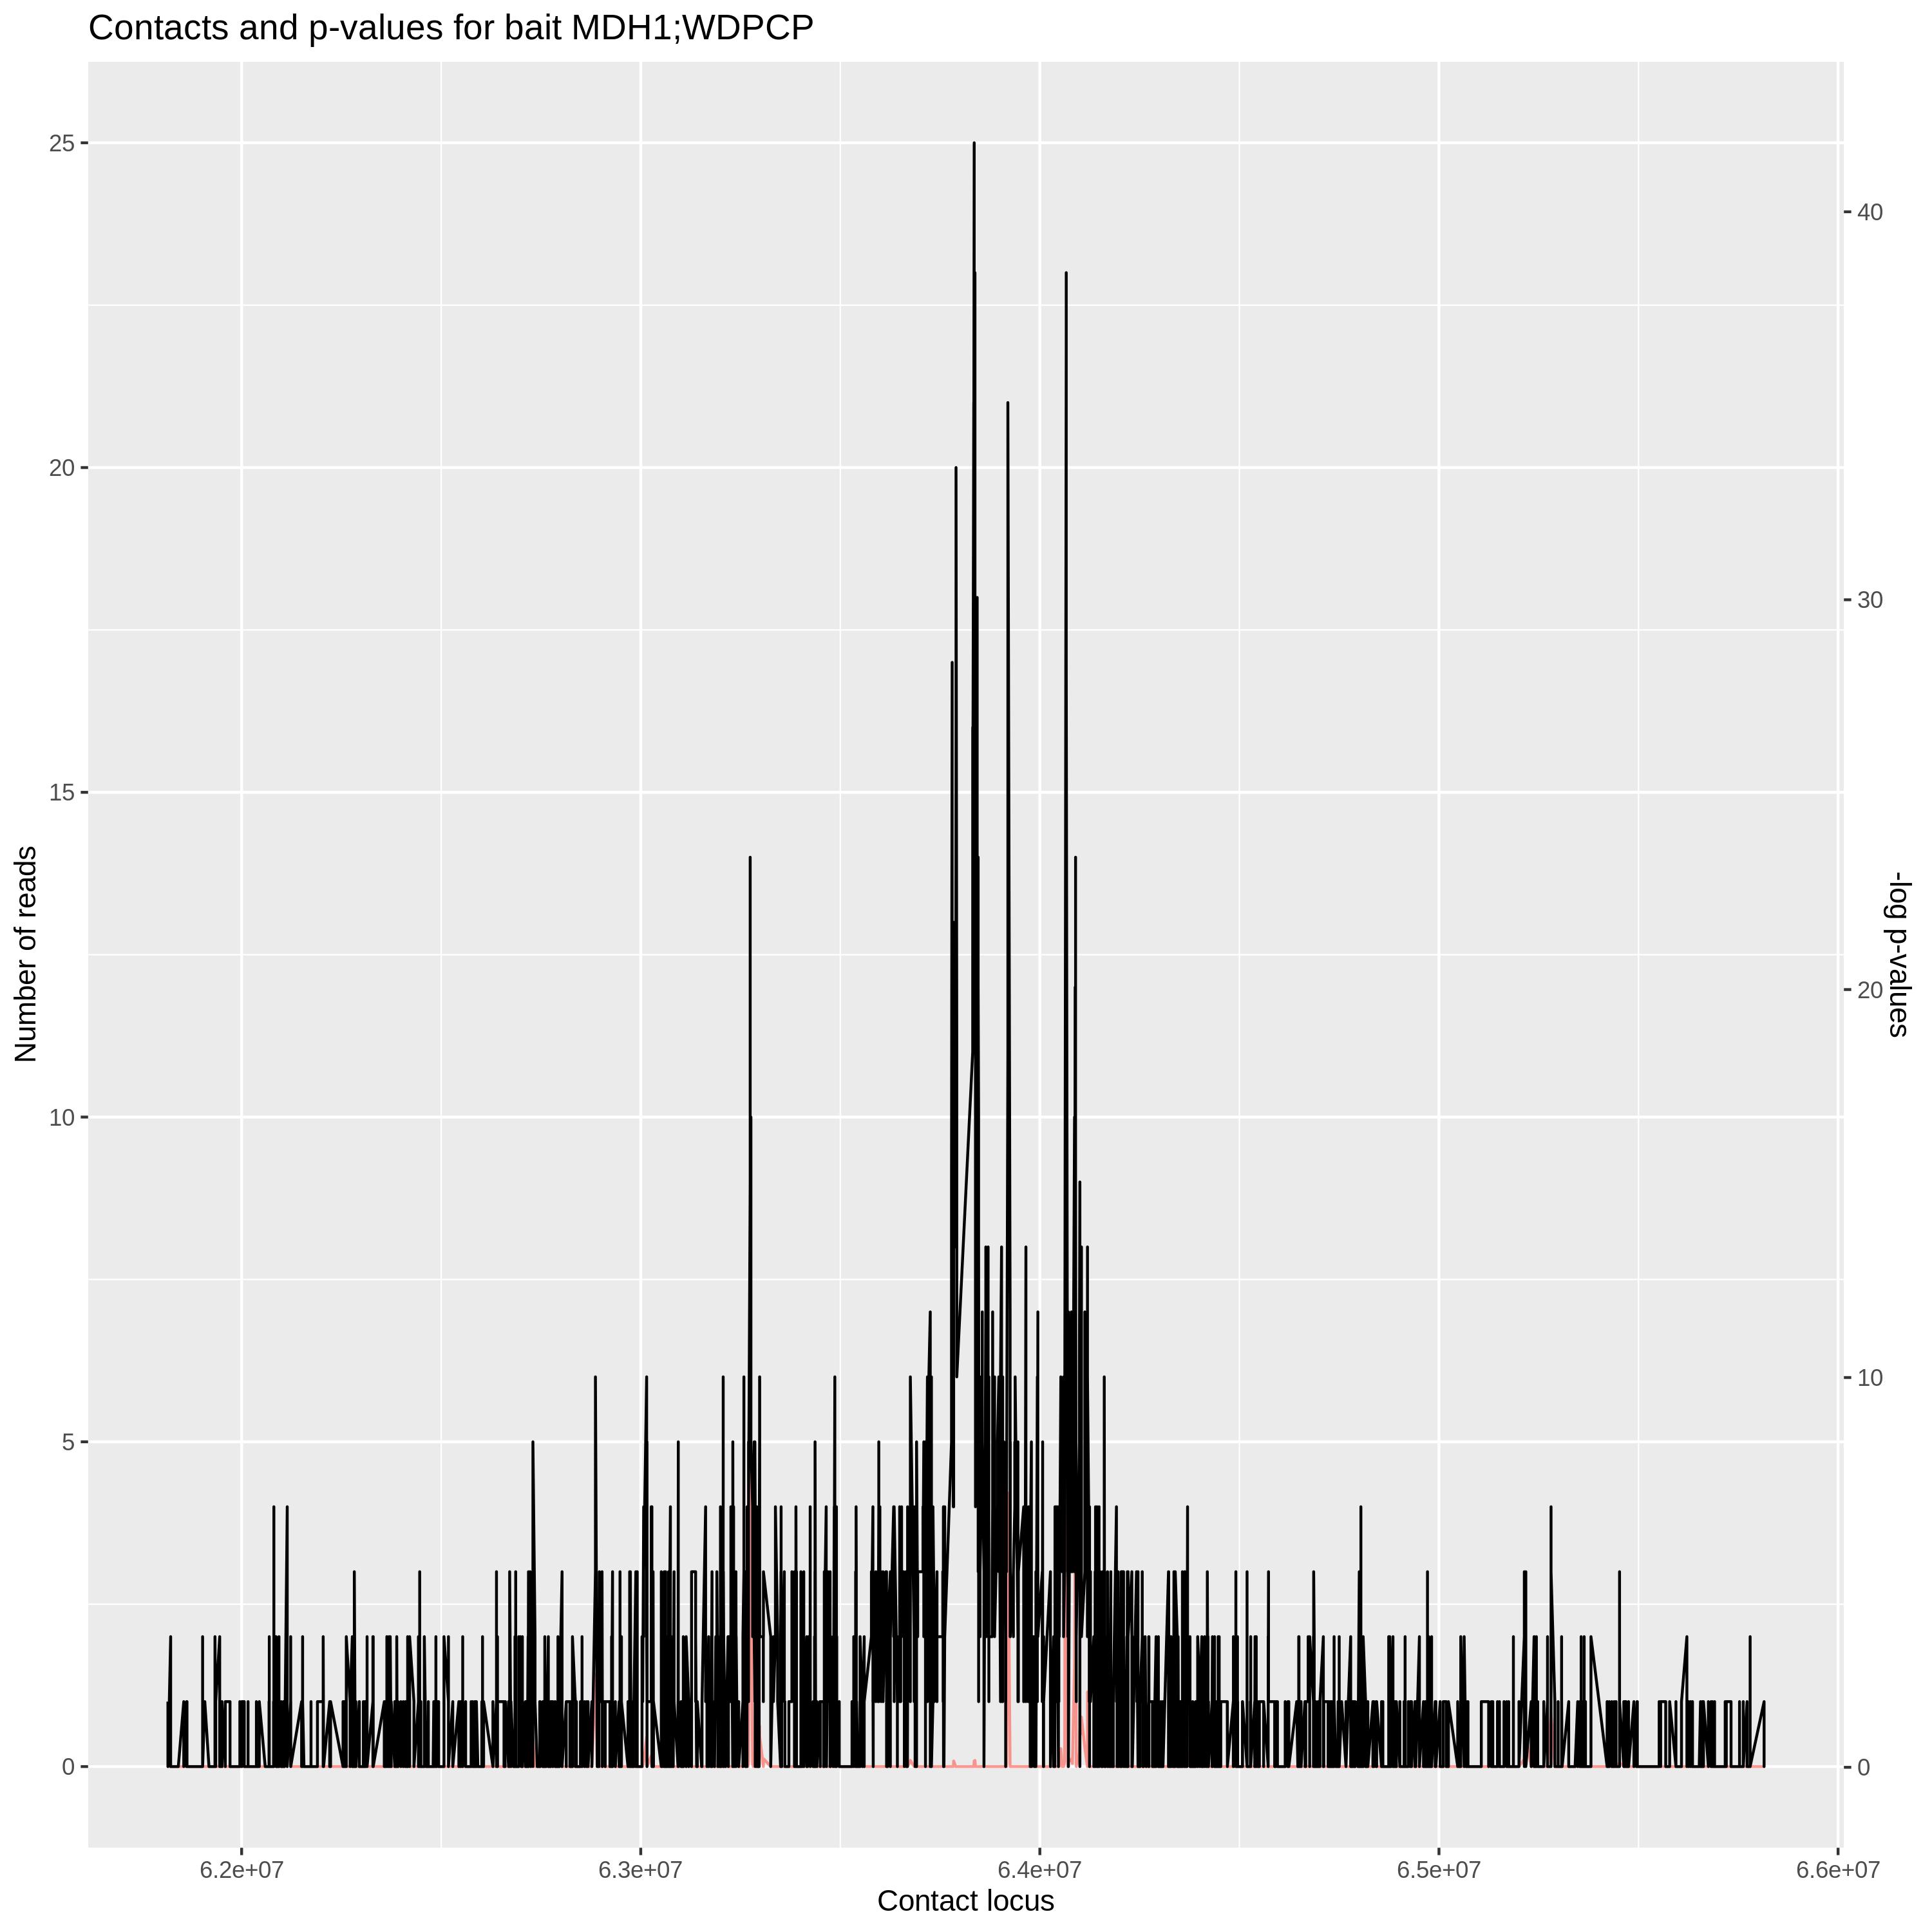 Contacts and p-values for bait MDH1;WDPCP
25
20
15
10
5
0
Number of reads
40
30
20
10
0
-log p-values
6.2e+07
6.3e+07
6.4e+07
6.5e+07
6.6e+07
Contact locus